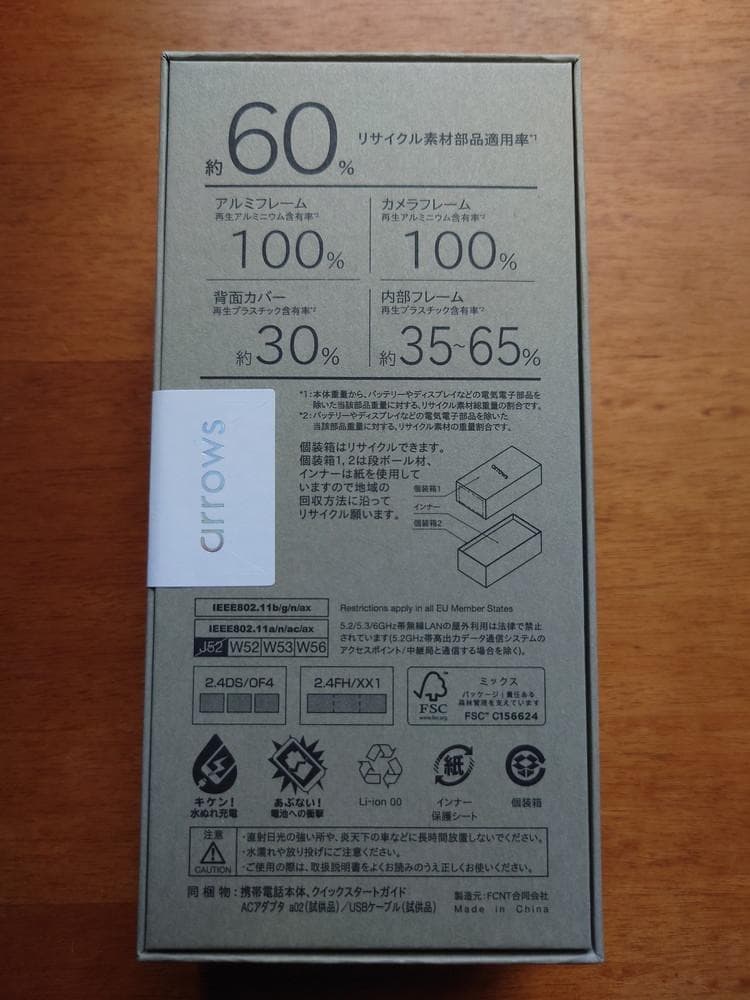 約60%
リサイクル素材部品適用率*1
アルミフレーム
再生アルミニウム含有率*2
100%
カメラフレーム
再生アルミニウム含有率*2
100%
背面カバー
再生プラスチック含有率*2
約30%
内部フレーム
再生プラスチック含有率*2
約35~65%
*1:本体重量から、バッテリーやディスプレイなどの電気電子部品を
除いた当該部品重量に対する、リサイクル素材総重量の割合です。
*2:バッテリーやディスプレイなどの電気電子部品を除いた
当該部品重量に対する、リサイクル素材の重量割合です。
arrows
個装箱はリサイクルできます。
個装箱1、2は段ボール材、
インナーは紙を使用して
いますので地域の
回収方法に沿って
リサイクル願います。
arrows
個装箱1
インナー
個装箱2
IEEE802.11b/g/n/ax
IEEE802.11a/n/ac/ax
J52 W52 W53 W56
Restrictions apply in all EU Member States
5.2/5.3/6GHz帯無線LANの屋外利用は法律で禁止
されています(5.2GHz帯高出力データ通信システムの
アクセスポイント/中継局と通信する場合を除く)。
2.4DS/OF4
2.4FH/XX1
FSC
www.fsc.org
ミックス
パッケージ|責任ある
森林管理を支えています
FSC™ C156624
キケン!
水ぬれ充電
あぶない!
電池への衝撃
Li-ion 00
紙
インナー
保護シート
個装箱
注意
CAUTION
・直射日光の強い所や、炎天下の車などに長時間放置しないでください。
・水濡れや放り投げにご注意ください。
・ご使用の際は、取扱説明書をよくお読みのうえ正しくお使いください。
同梱物:携帯電話本体、クイックスタートガイド
ACアダプタ a02(試供品)/USBケーブル(試供品)
製造元:FCNT合同会社
Made in China